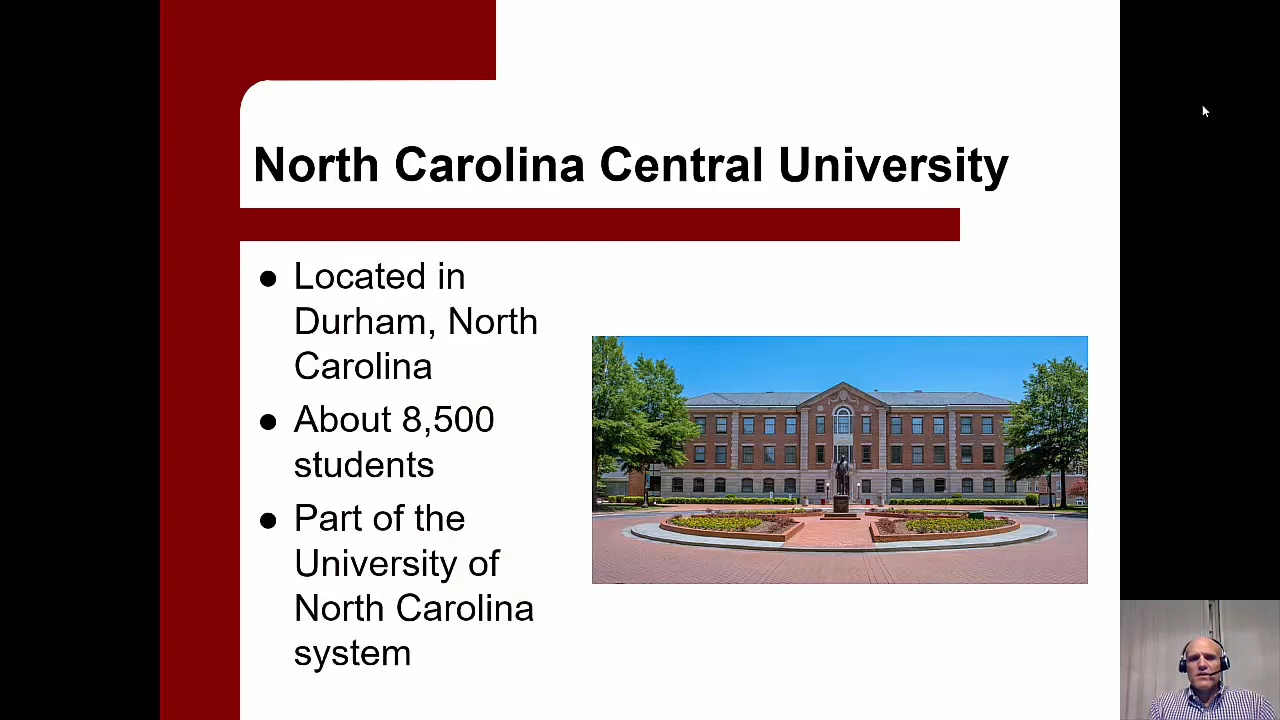 North Carolina Central University
● Located in
Durham, North
Carolina
● About 8,500
students
● Part of the
University of
North Carolina
system